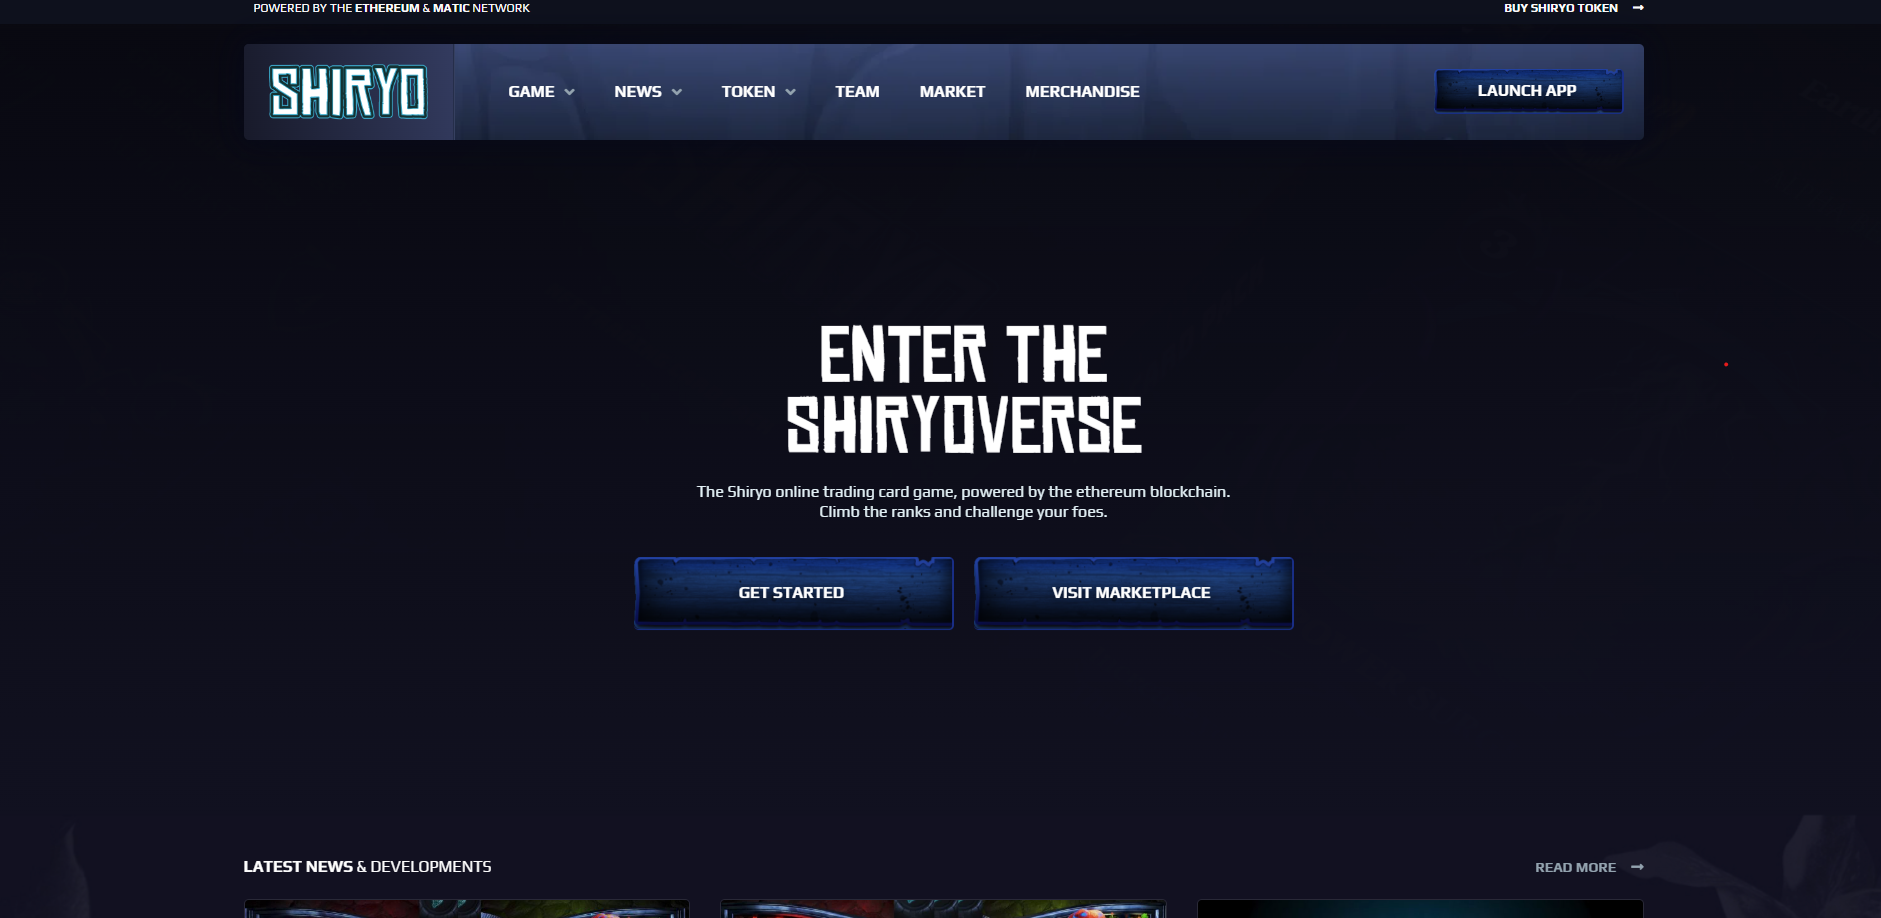 POWERED BY THE ETHEREUM & MATIC NETWORK
BUY SHIRYO TOKEN
SHIRYO
GAME
NEWS
TOKEN
TEAM
MARKET
MERCHANDISE
LAUNCH APP
ENTER THE
SHIRYOVERSE
The Shiryo online trading card game, powered by the ethereum blockchain.
Climb the ranks and challenge your foes.
GET STARTED
VISIT MARKETPLACE
LATEST NEWS & DEVELOPMENTS
READ MORE